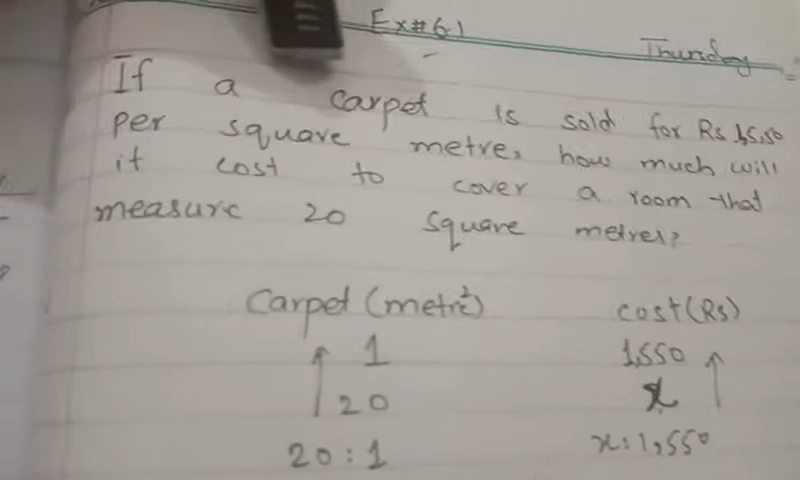 Ex#6.1
Thursday
If a carpet is sold for Rs 1,550
per square metre, how much will
it cost to cover a room that
measure 20 square metres?
Carpet (metre²) cost (Rs)
1 1,550
20 x
20 : 1 x : 1,550